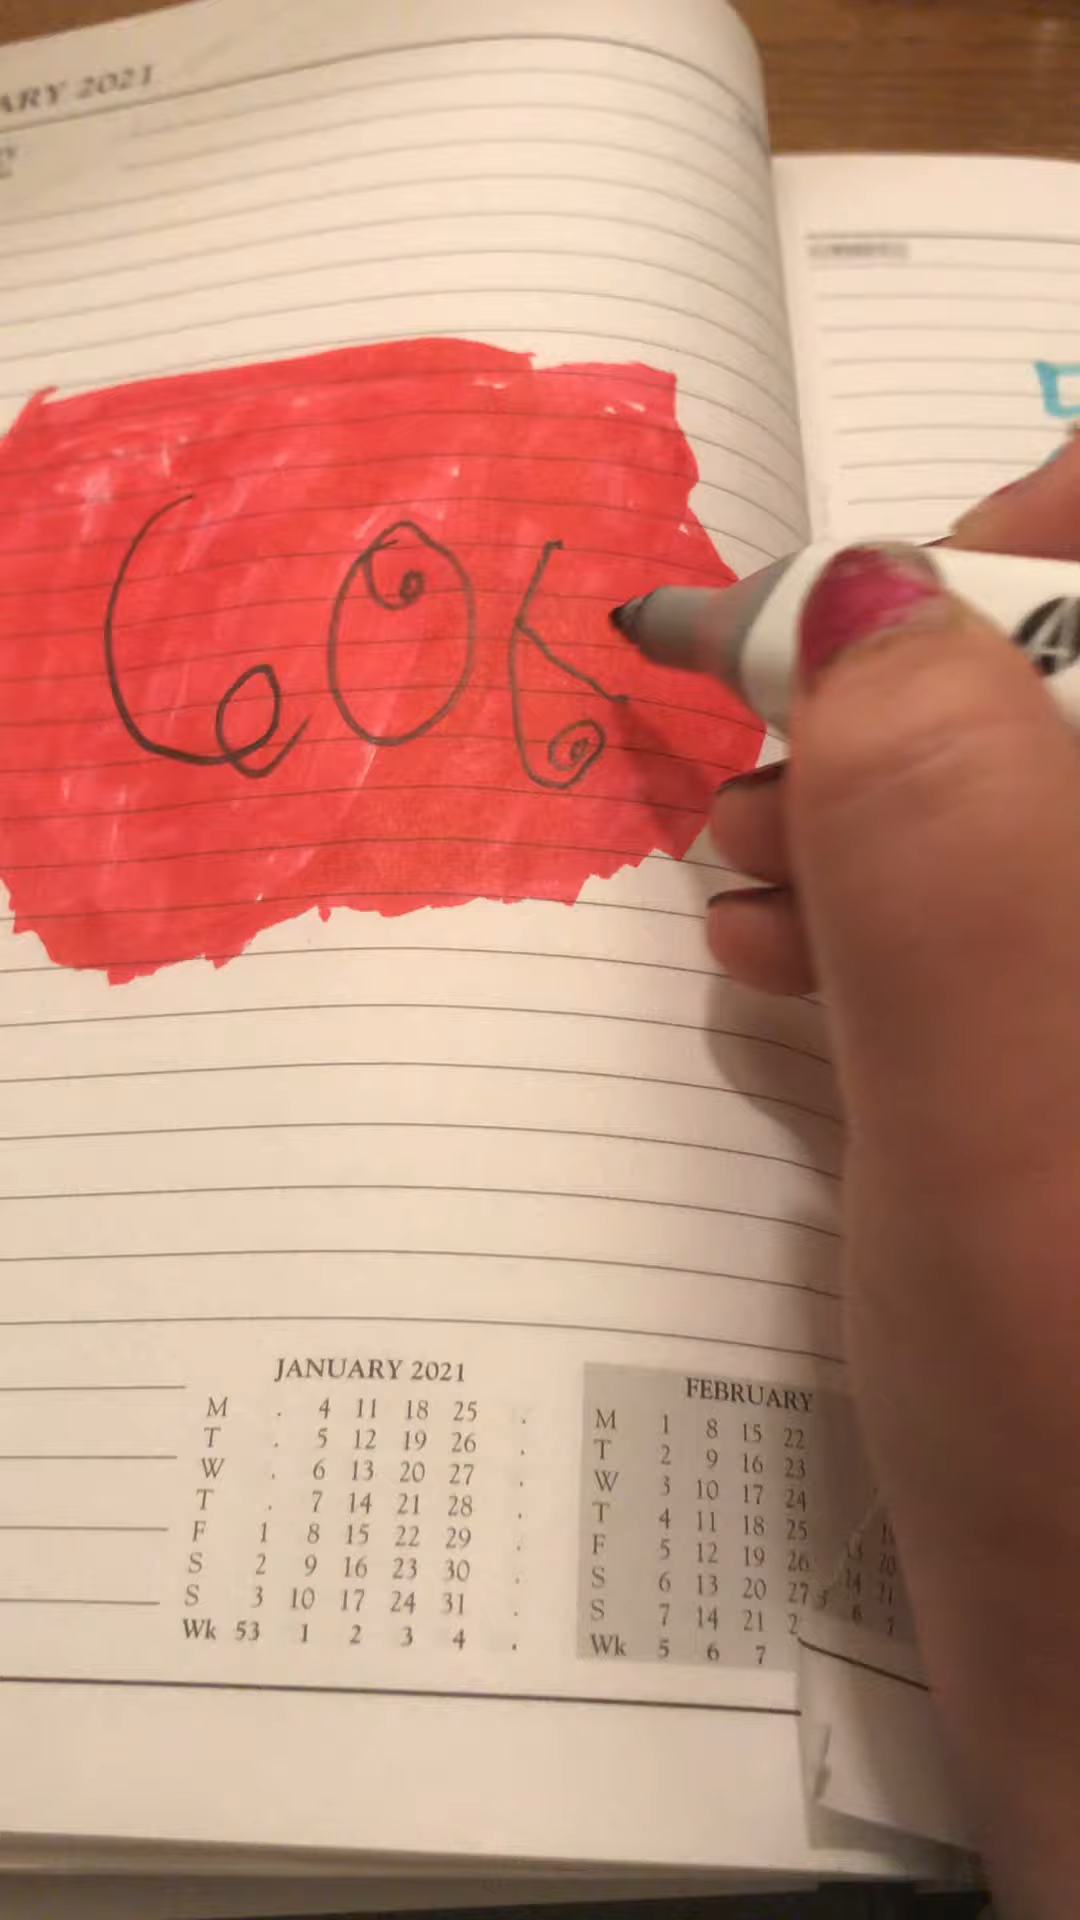 ARY 2021
JANUARY 2021
M . 4 11 18 25 .
T . 5 12 19 26 .
W . 6 13 20 27 .
T . 7 14 21 28 .
F 1 8 15 22 29 .
S 2 9 16 23 30 .
S 3 10 17 24 31 .
Wk 53 1 2 3 4 .
FEBRUARY
M 1 8 15 22
T 2 9 16 23
W 3 10 17 24
T 4 11 18 25
F 5 12 19 26
S 6 13 20 27
S 7 14 21 2
Wk 5 6 7